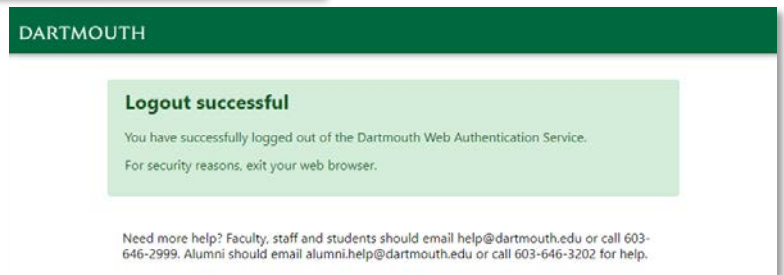 DARTMOUTH
Logout successful
You have successfully logged out of the Dartmouth Web Authentication Service.
For security reasons, exit your web browser.
Need more help? Faculty, staff and students should email help@dartmouth.edu or call 603-
646-2999. Alumni should email alumni.help@dartmouth.edu or call 603-646-3202 for help.